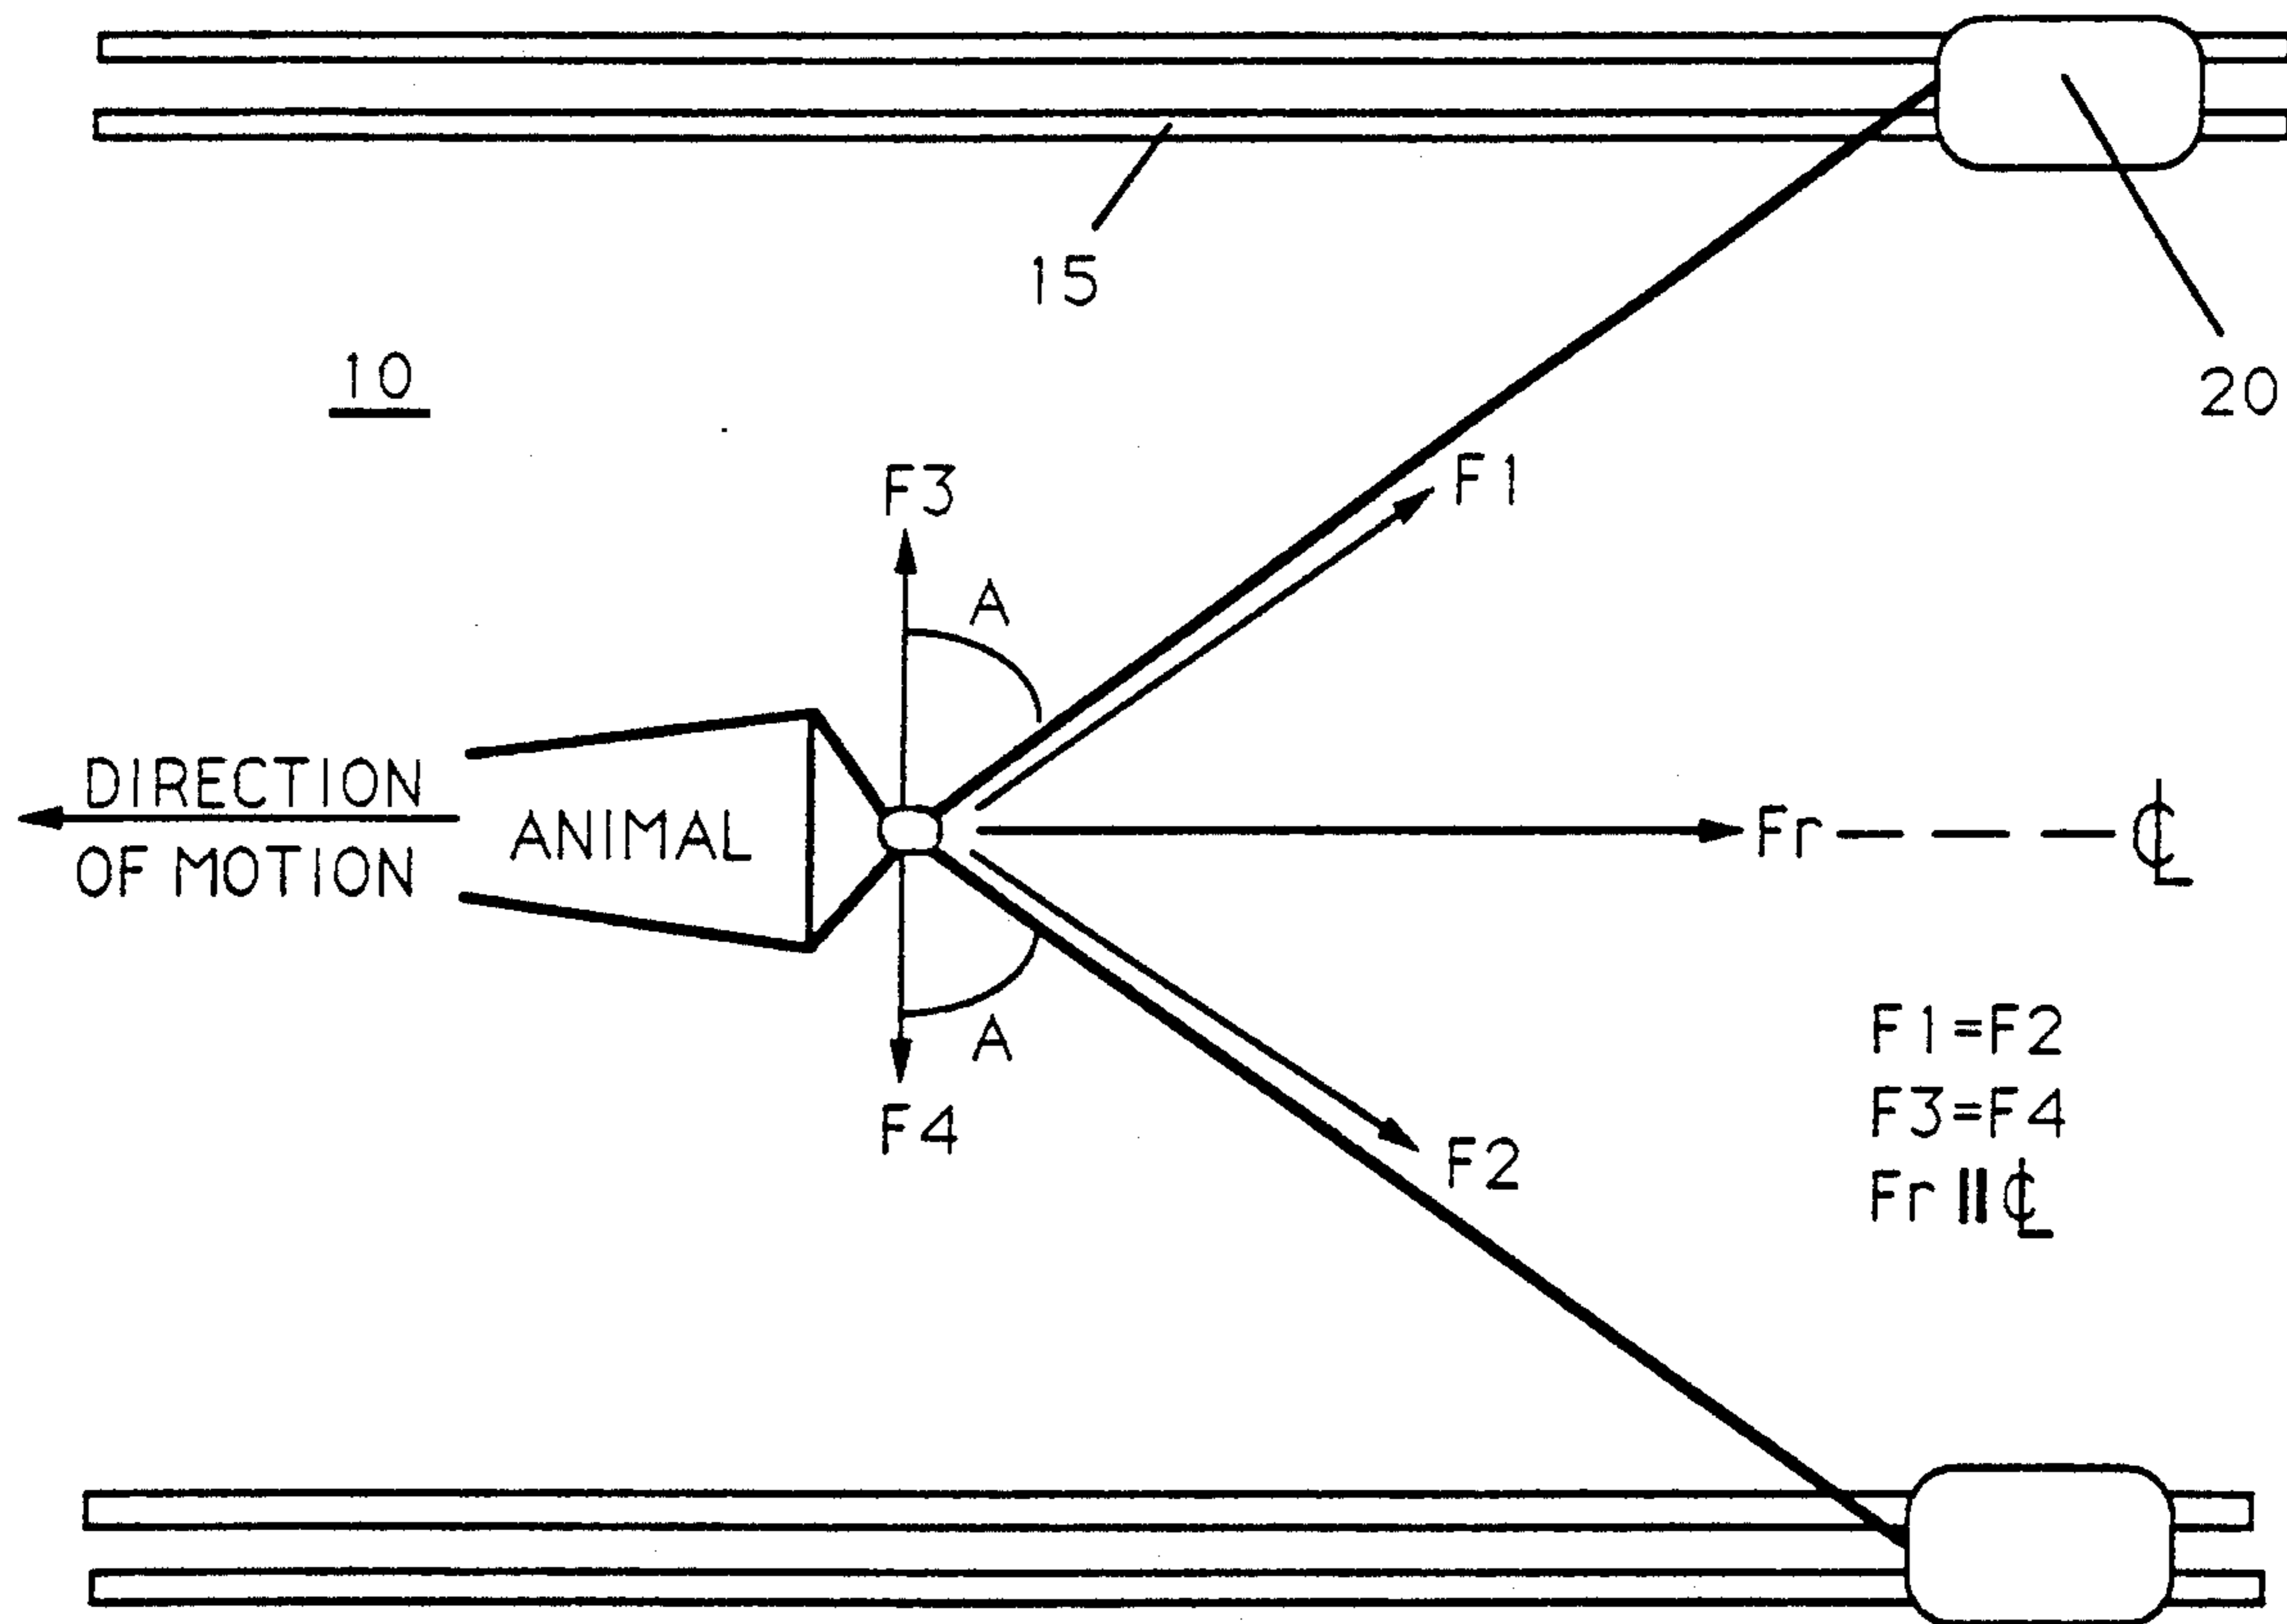 15
10
20
F3
F1
A
DIRECTION
OF MOTION
ANIMAL
Fr
℄
A
F4
F2
F1=F2
F3=F4
Fr ∥ ℄